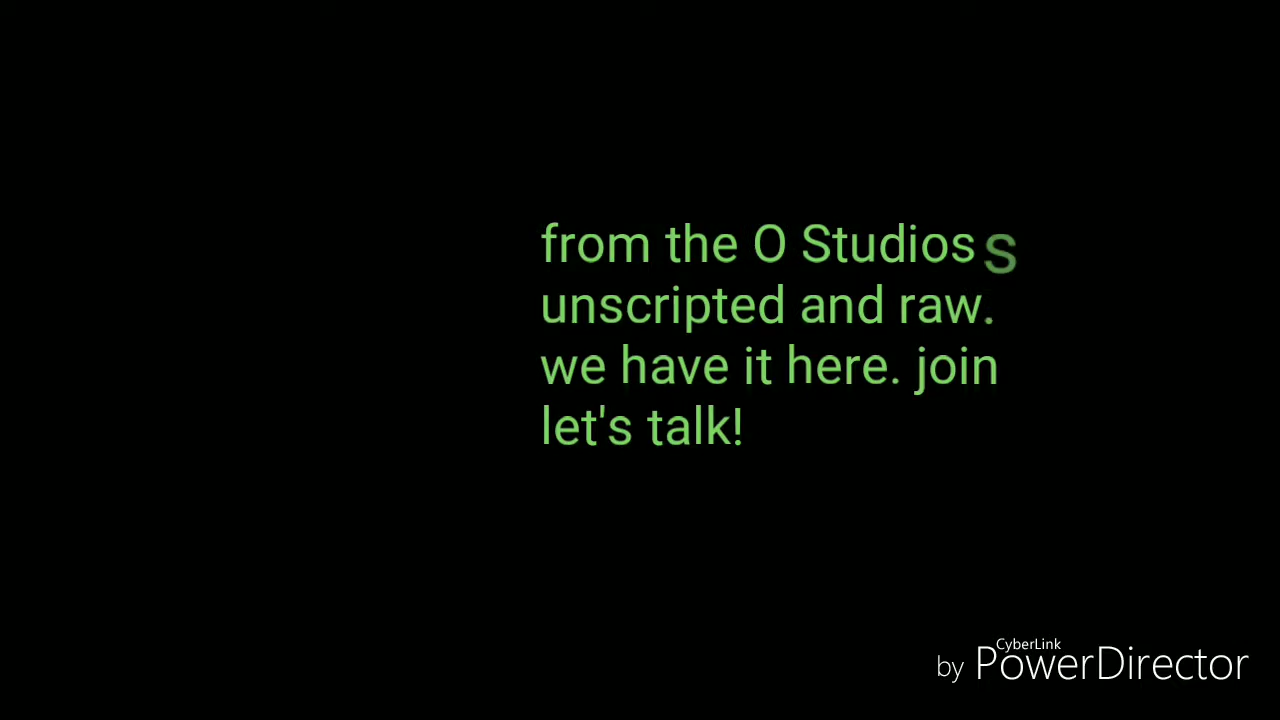 from the O Studios s
unscripted and raw.
we have it here. join
let's talk!
CyberLink
by PowerDirector